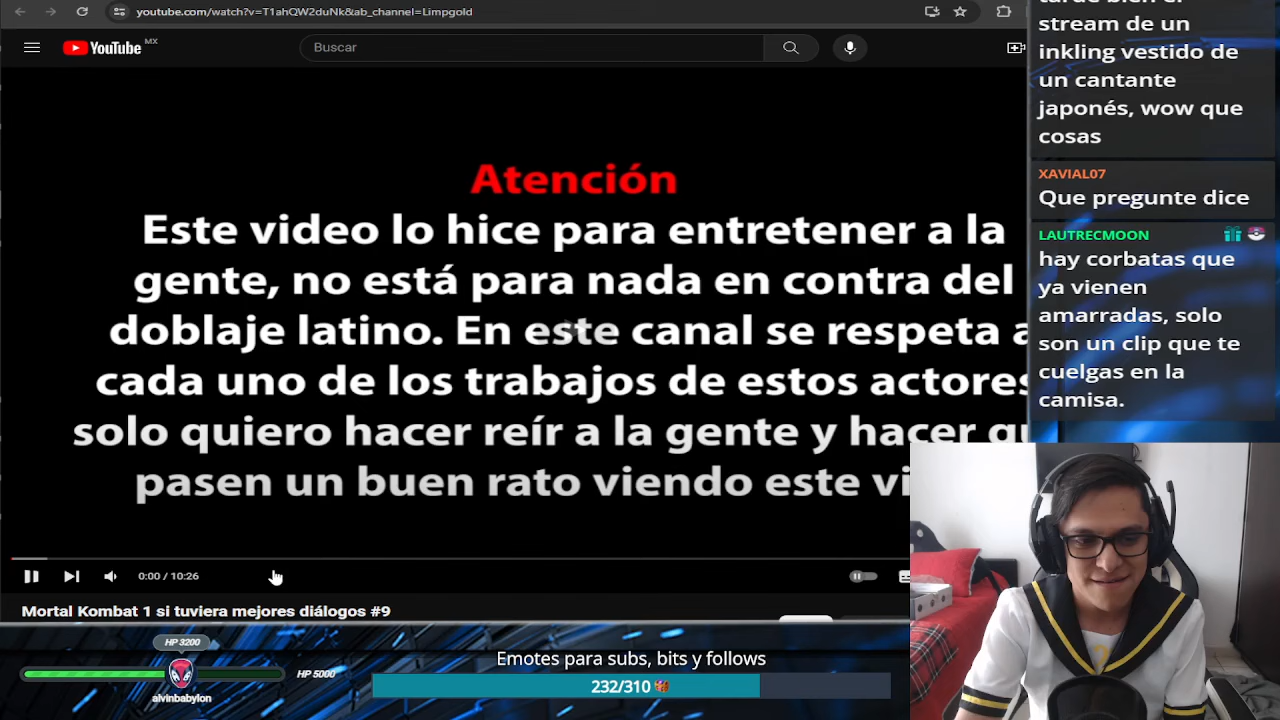 youtube.com/watch?v=T1ahQW2duNk&ab_channel=Limpgold
YouTube MX
Buscar
Atención
Este video lo hice para entretener a la
gente, no está para nada en contra del
doblaje latino. En este canal se respeta a
cada uno de los trabajos de estos actores
solo quiero hacer reír a la gente y hacer
pasen un buen rato viendo este
0:00 / 10:26
Mortal Kombat 1 si tuviera mejores diálogos #9
tarde bien el
stream de un
inkling vestido de
un cantante
japonés, wow que
cosas
XAVIAL07
Que pregunte dice
LAUTRECMOON
hay corbatas que
ya vienen
amarradas, solo
son un clip que te
cuelgas en la
camisa.
HP 3200
HP 5000
alvinbabylon
Emotes para subs, bits y follows
232/310